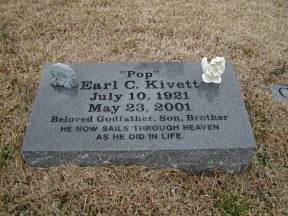 "Pop"
Earl C. Kivett
July 10, 1921
May 23, 2001
Beloved Godfather, Son, Brother
HE NOW SAILS THROUGH HEAVEN
AS HE DID IN LIFE.